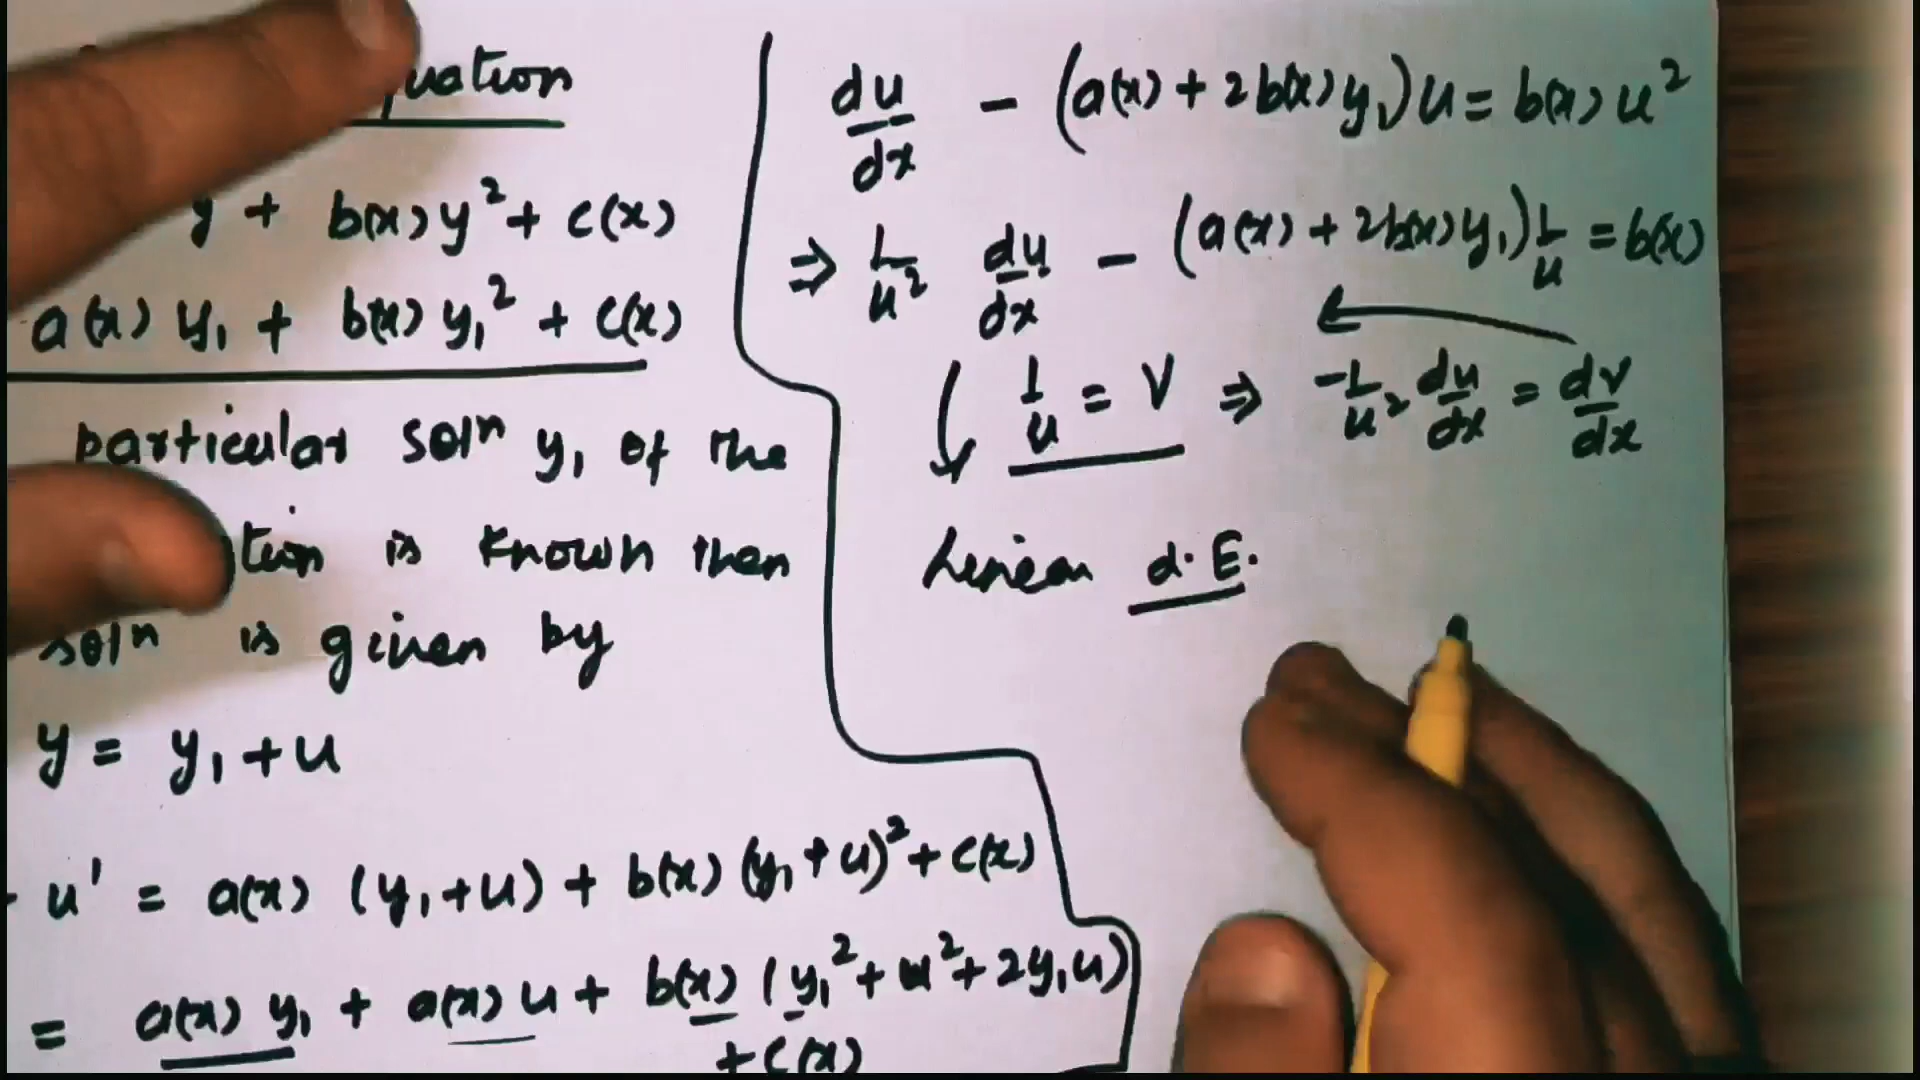 y + b(x) y² + c(x)
a(x) y₁ + b(x) y₁² + c(x)
particular solⁿ y₁ of the
is known then
solⁿ is given by
y = y₁ + u
u' = a(x) (y₁ + u) + b(x) (y₁ + u)² + c(x)
= a(x) y₁ + a(x) u + b(x) (y₁² + u² + 2y₁u)
+ c(x)
du/dx − (a(x) + 2b(x) y₁) u = b(x) u²
⇒ 1/u² du/dx − (a(x) + 2b(x) y₁) 1/u = b(x)
1/u = V ⇒ −1/u² du/dx = dv/dx
Linear d.E.